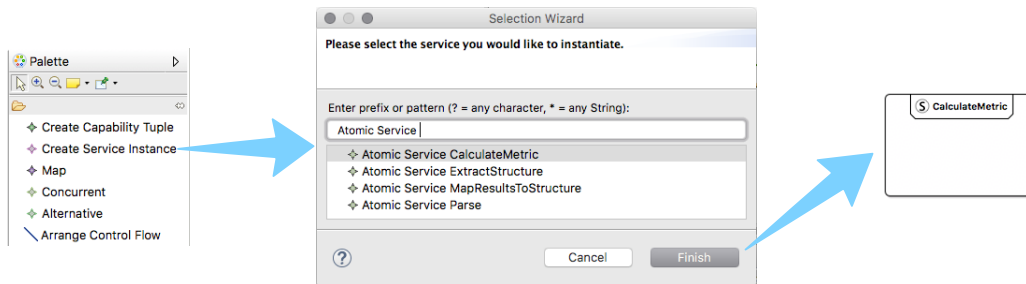 Palette
Create Capability Tuple
Create Service Instance
Map
Concurrent
Alternative
Arrange Control Flow
Selection Wizard
Please select the service you would like to instantiate.
Enter prefix or pattern (? = any character, * = any String):
Atomic Service
Atomic Service CalculateMetric
Atomic Service ExtractStructure
Atomic Service MapResultsToStructure
Atomic Service Parse
?
Cancel
Finish
S CalculateMetric